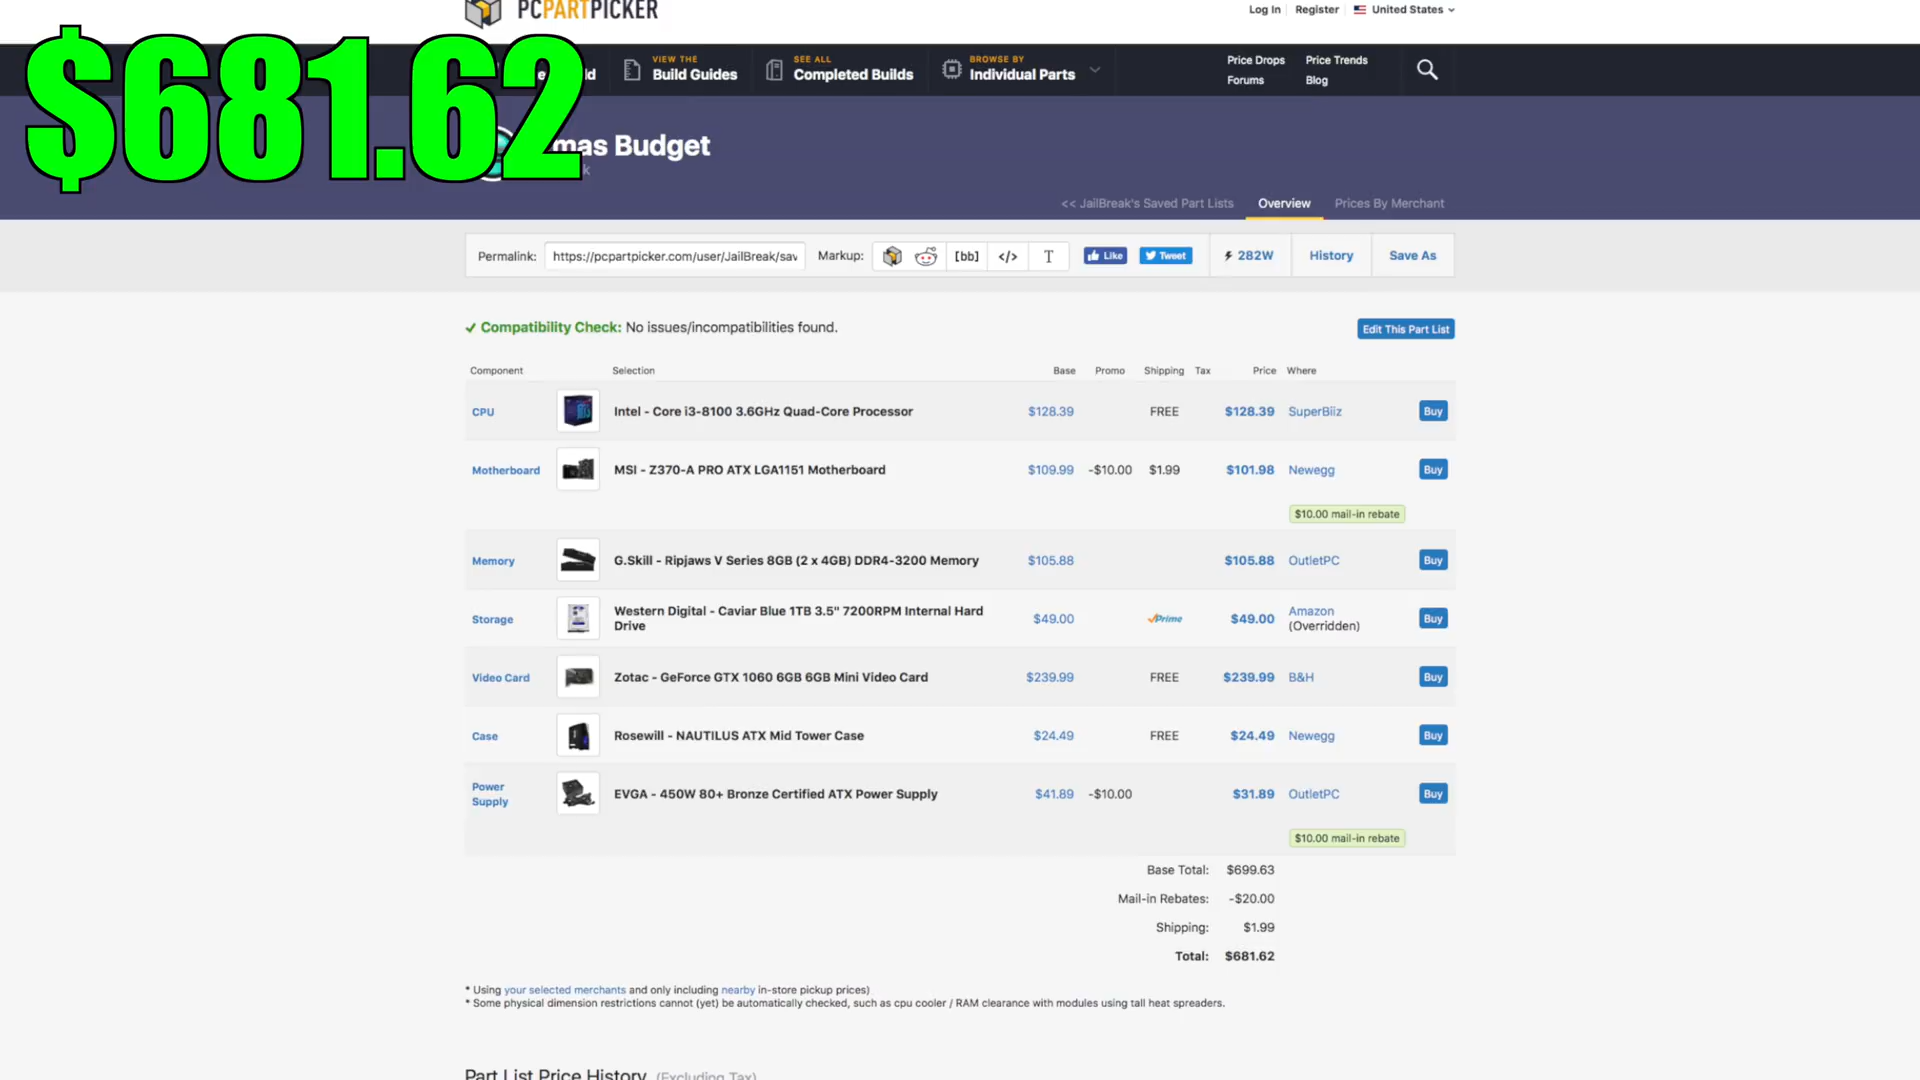 PCPARTPICKER
Log In Register United States
$681.62
VIEW THE
Build Guides
SEE ALL
Completed Builds
BROWSE BY
Individual Parts
Price Drops Price Trends
Forums Blog
mas Budget
<< JailBreak's Saved Part Lists Overview Prices By Merchant
Permalink: https://pcpartpicker.com/user/JailBreak/sav Markup: [bb] </> T Like Tweet 282W History Save As
Compatibility Check: No issues/incompatibilities found. Edit This Part List
Component Selection Base Promo Shipping Tax Price Where
CPU Intel - Core i3-8100 3.6GHz Quad-Core Processor $128.39 FREE $128.39 SuperBiiz Buy
Motherboard MSI - Z370-A PRO ATX LGA1151 Motherboard $109.99 -$10.00 $1.99 $101.98 Newegg Buy
$10.00 mail-in rebate
Memory G.Skill - Ripjaws V Series 8GB (2 x 4GB) DDR4-3200 Memory $105.88 $105.88 OutletPC Buy
Storage Western Digital - Caviar Blue 1TB 3.5" 7200RPM Internal Hard Drive $49.00 Prime $49.00 Amazon (Overridden) Buy
Video Card Zotac - GeForce GTX 1060 6GB 6GB Mini Video Card $239.99 FREE $239.99 B&H Buy
Case Rosewill - NAUTILUS ATX Mid Tower Case $24.49 FREE $24.49 Newegg Buy
Power Supply EVGA - 450W 80+ Bronze Certified ATX Power Supply $41.89 -$10.00 $31.89 OutletPC Buy
$10.00 mail-in rebate
Base Total: $699.63
Mail-in Rebates: -$20.00
Shipping: $1.99
Total: $681.62
* Using your selected merchants and only including nearby in-store pickup prices)
* Some physical dimension restrictions cannot (yet) be automatically checked, such as cpu cooler / RAM clearance with modules using tall heat spreaders.
Part List Price History (Excluding Tax)